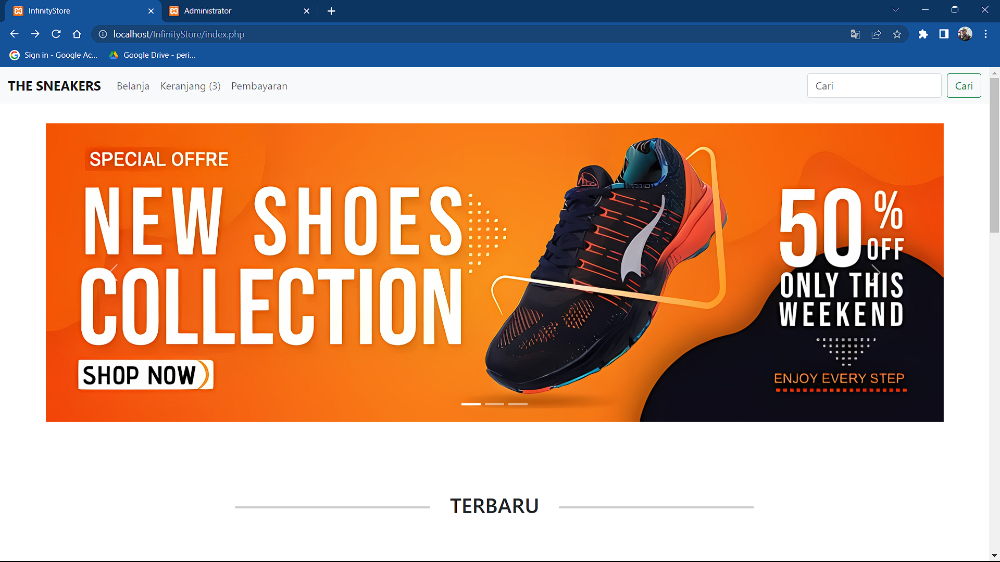 InfinityStore
Administrator
localhost/InfinityStore/index.php
Sign in - Google Ac...
Google Drive - peri...
THE SNEAKERS
Belanja
Keranjang (3)
Pembayaran
Cari
Cari
SPECIAL OFFRE
NEW SHOES
COLLECTION
SHOP NOW
50% OFF
ONLY THIS
WEEKEND
ENJOY EVERY STEP
TERBARU